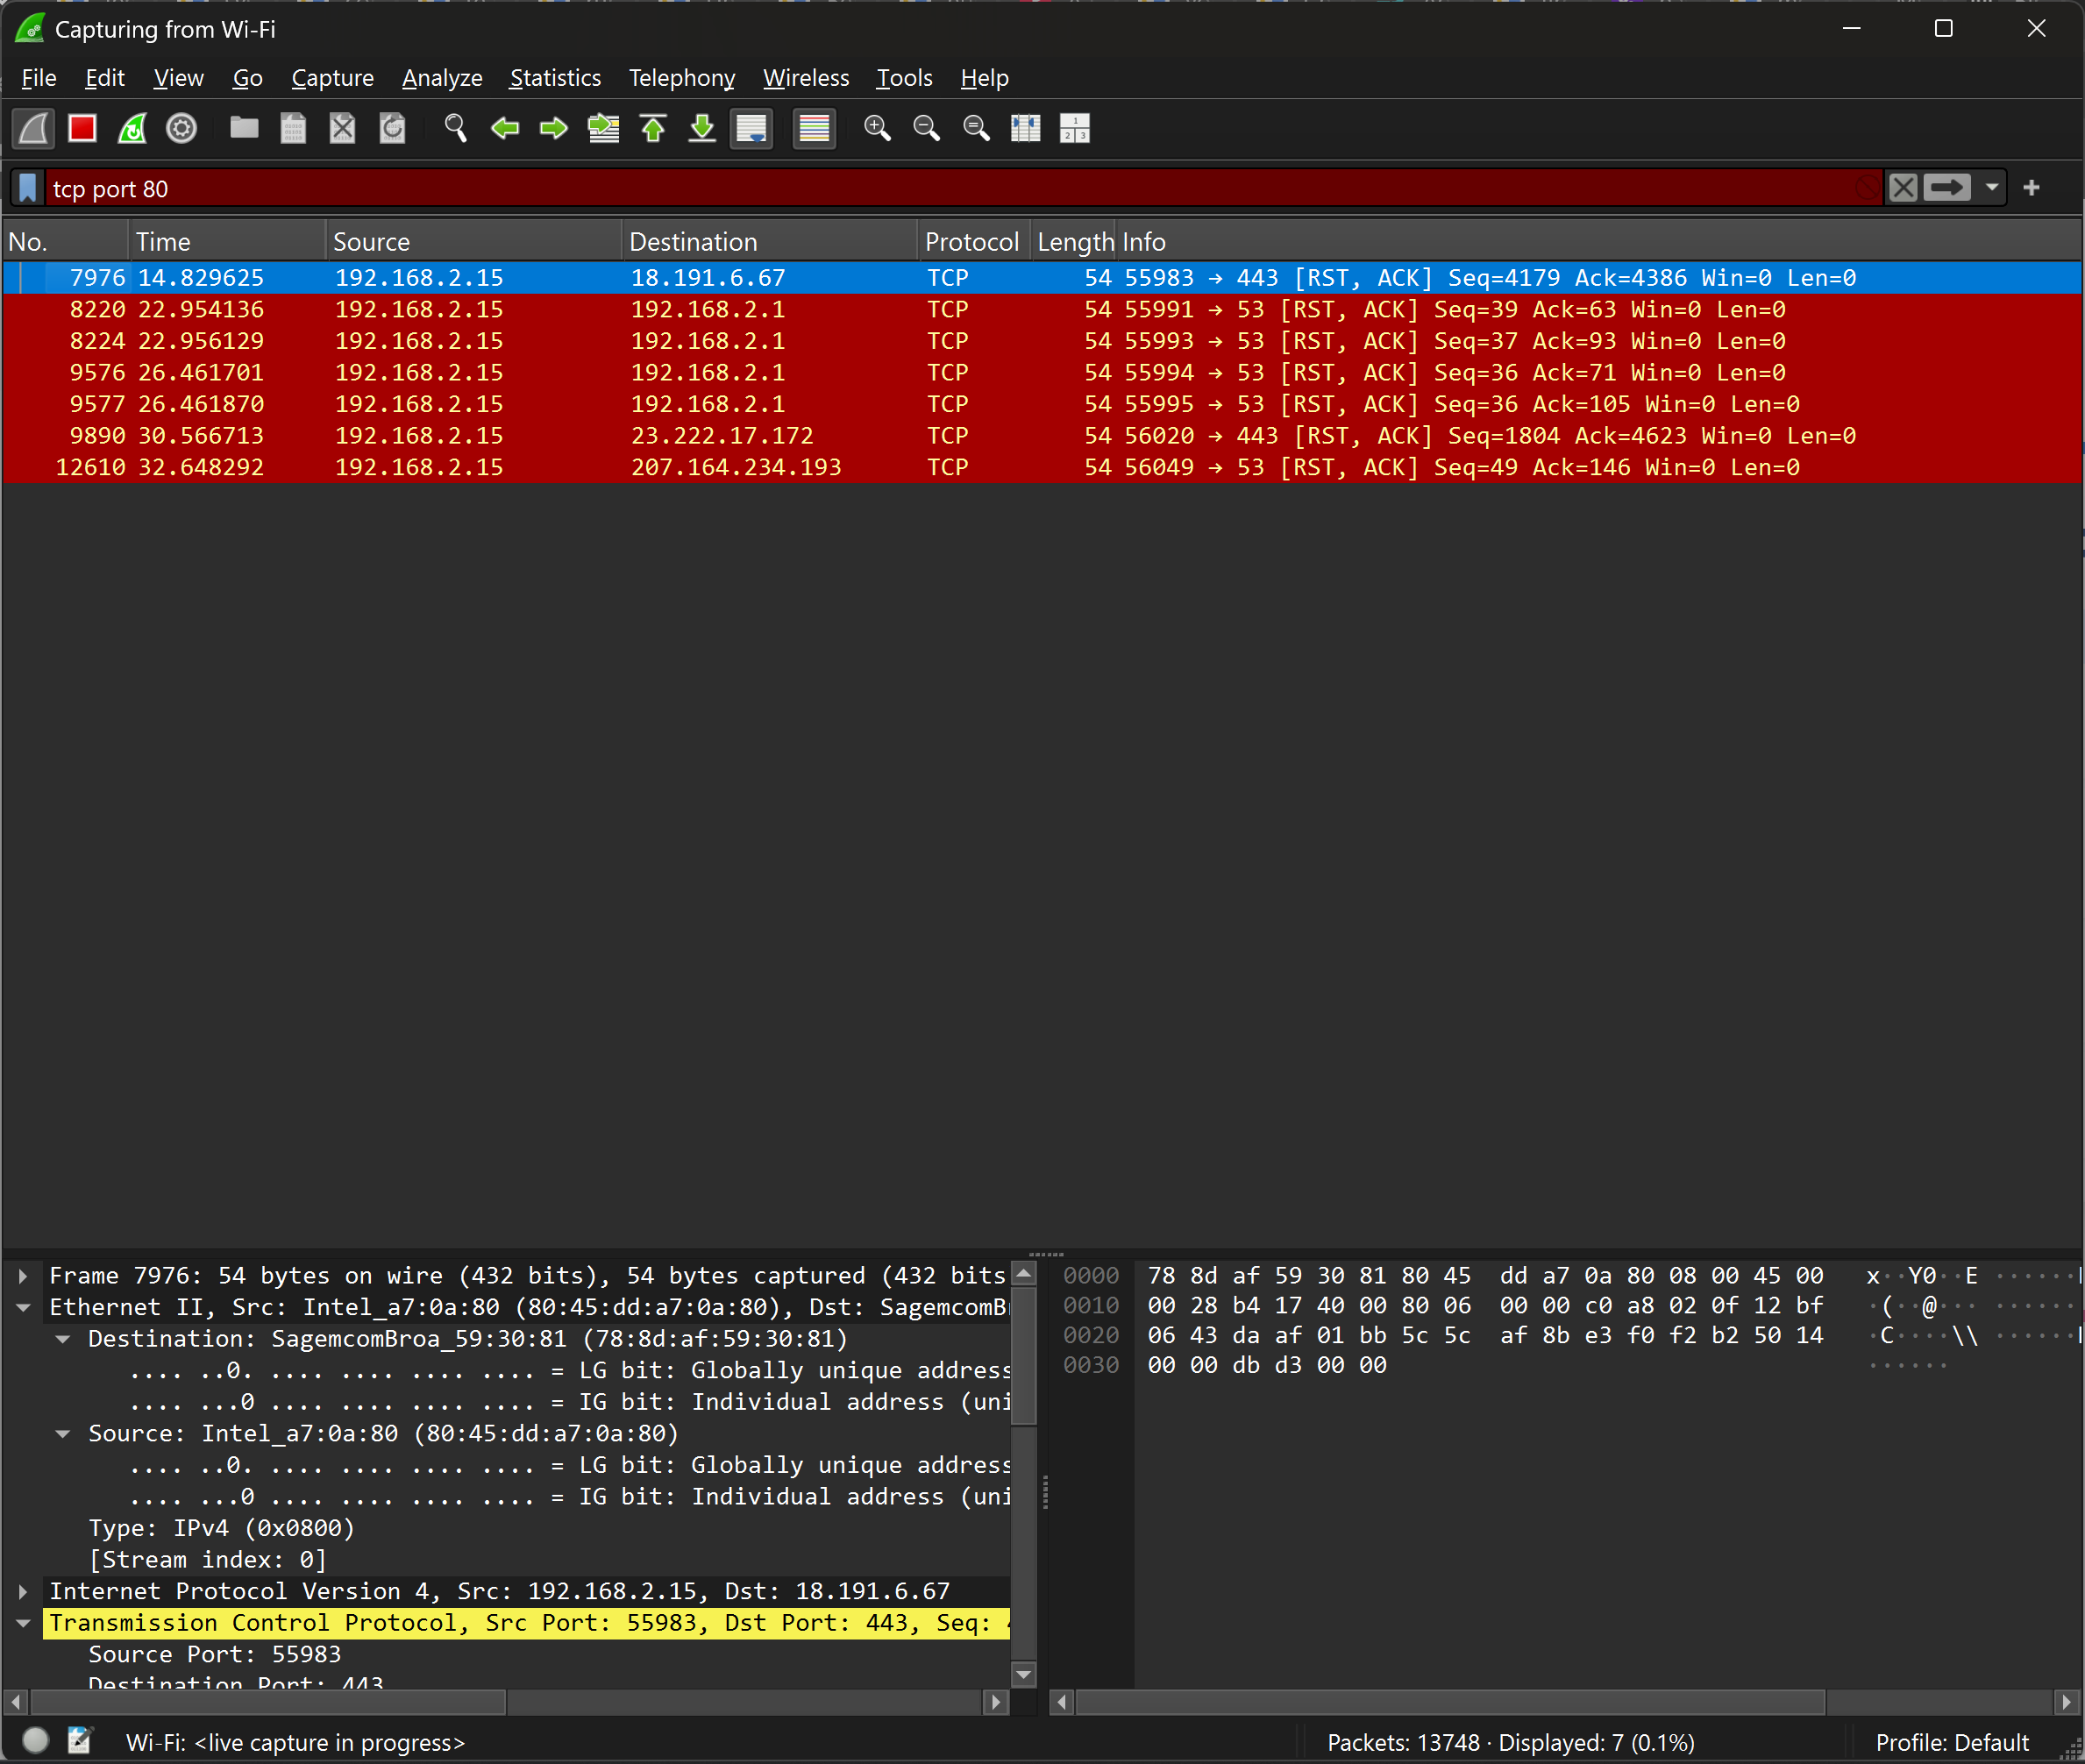 Capturing from Wi-Fi
File Edit View Go Capture Analyze Statistics Telephony Wireless Tools Help
tcp port 80
No. Time Source Destination Protocol Length Info
7976 14.829625 192.168.2.15 18.191.6.67 TCP 54 55983 → 443 [RST, ACK] Seq=4179 Ack=4386 Win=0 Len=0
8220 22.954136 192.168.2.15 192.168.2.1 TCP 54 55991 → 53 [RST, ACK] Seq=39 Ack=63 Win=0 Len=0
8224 22.956129 192.168.2.15 192.168.2.1 TCP 54 55993 → 53 [RST, ACK] Seq=37 Ack=93 Win=0 Len=0
9576 26.461701 192.168.2.15 192.168.2.1 TCP 54 55994 → 53 [RST, ACK] Seq=36 Ack=71 Win=0 Len=0
9577 26.461870 192.168.2.15 192.168.2.1 TCP 54 55995 → 53 [RST, ACK] Seq=36 Ack=105 Win=0 Len=0
9890 30.566713 192.168.2.15 23.222.17.172 TCP 54 56020 → 443 [RST, ACK] Seq=1804 Ack=4623 Win=0 Len=0
12610 32.648292 192.168.2.15 207.164.234.193 TCP 54 56049 → 53 [RST, ACK] Seq=49 Ack=146 Win=0 Len=0
Frame 7976: 54 bytes on wire (432 bits), 54 bytes captured (432 bits
Ethernet II, Src: Intel_a7:0a:80 (80:45:dd:a7:0a:80), Dst: SagemcomB
Destination: SagemcomBroa_59:30:81 (78:8d:af:59:30:81)
.... ..0. .... .... .... .... = LG bit: Globally unique address
.... ...0 .... .... .... .... = IG bit: Individual address (uni
Source: Intel_a7:0a:80 (80:45:dd:a7:0a:80)
.... ..0. .... .... .... .... = LG bit: Globally unique address
.... ...0 .... .... .... .... = IG bit: Individual address (uni
Type: IPv4 (0x0800)
[Stream index: 0]
Internet Protocol Version 4, Src: 192.168.2.15, Dst: 18.191.6.67
Transmission Control Protocol, Src Port: 55983, Dst Port: 443, Seq:
Source Port: 55983
Destination Port: 443
0000 78 8d af 59 30 81 80 45 dd a7 0a 80 08 00 45 00 x··Y0··E ······
0010 00 28 b4 17 40 00 80 06 00 00 c0 a8 02 0f 12 bf ·(··@··· ······
0020 06 43 da af 01 bb 5c 5c af 8b e3 f0 f2 b2 50 14 ·C····\\ ······
0030 00 00 db d3 00 00 ······
Wi-Fi: <live capture in progress>
Packets: 13748 · Displayed: 7 (0.1%)
Profile: Default